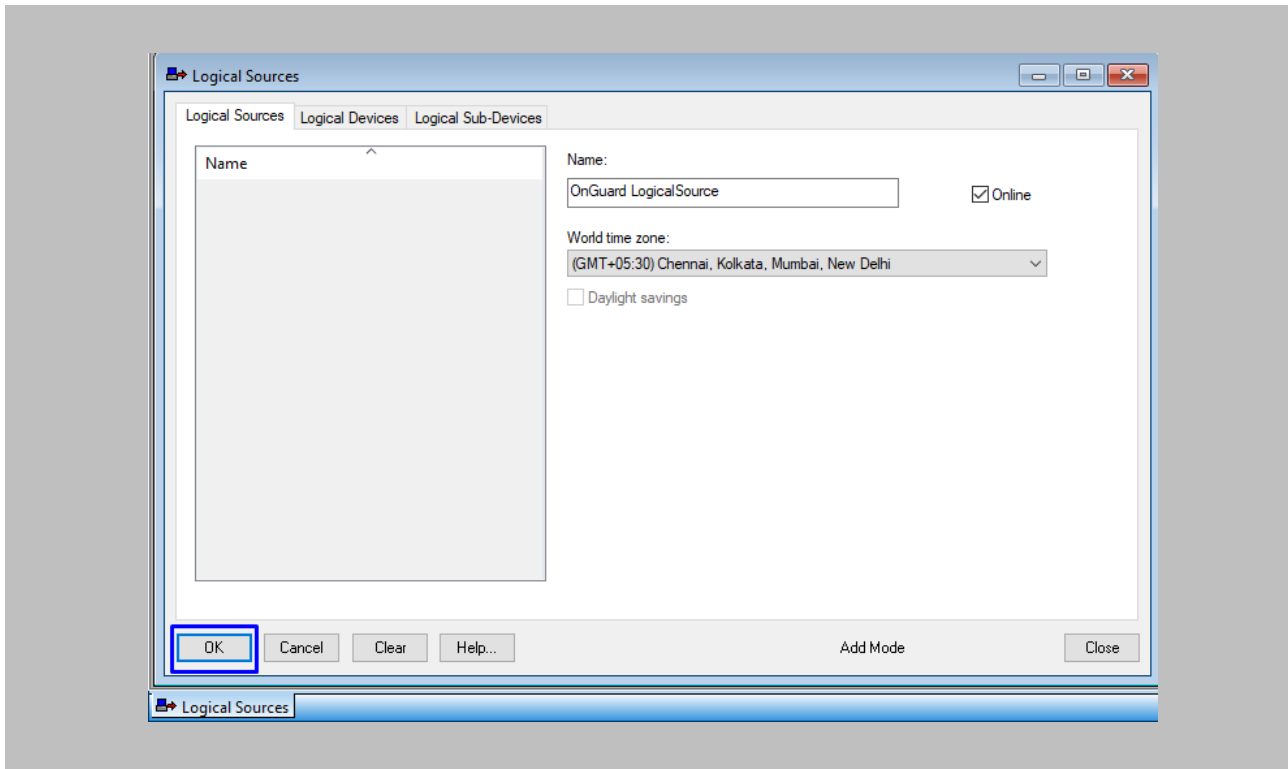 Logical Sources
Logical Sources Logical Devices Logical Sub-Devices
Name
Name:
OnGuard LogicalSource
Online
World time zone:
(GMT+05:30) Chennai, Kolkata, Mumbai, New Delhi
Daylight savings
OK Cancel Clear Help... Add Mode Close
Logical Sources